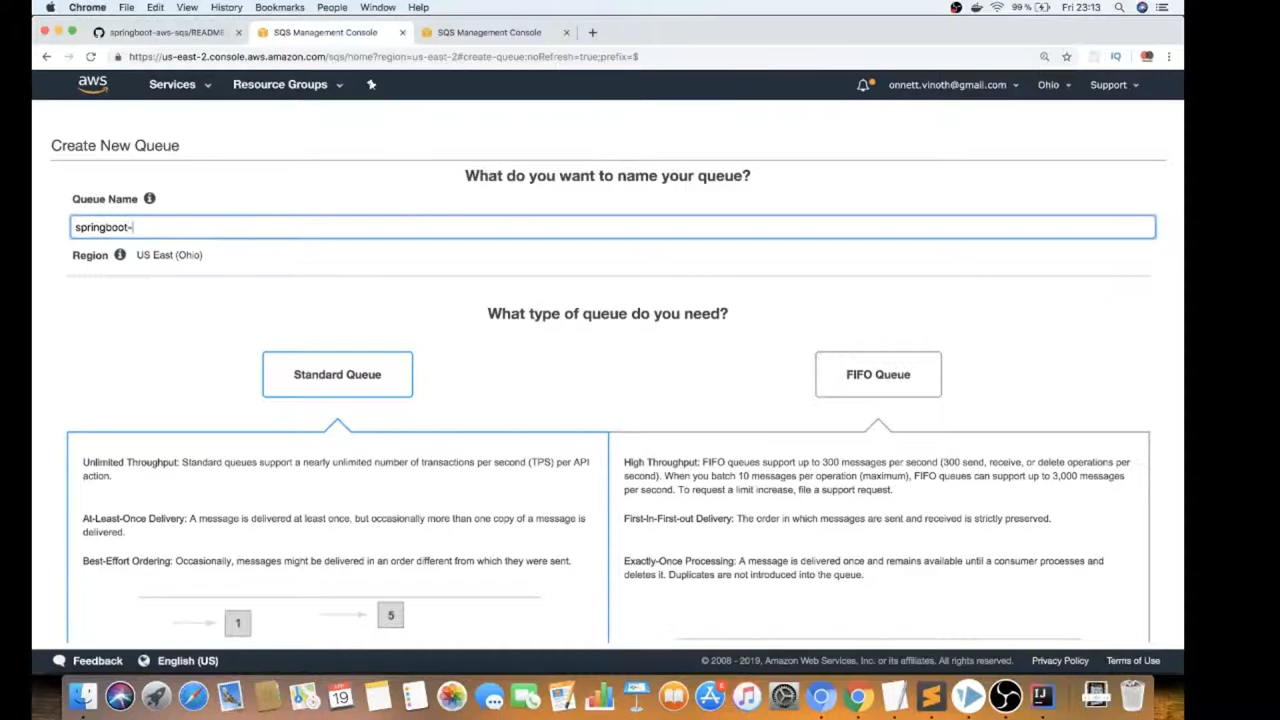 Chrome File Edit View History Bookmarks People Window Help 99% Fri 23:13
springboot-aws-sqs/README SQS Management Console SQS Management Console
https://us-east-2.console.aws.amazon.com/sqs/home?region=us-east-2#create-queue:noRefresh=true;prefix=$
aws Services Resource Groups onnett.vinoth@gmail.com Ohio Support
Create New Queue
What do you want to name your queue?
Queue Name
springboot-
Region US East (Ohio)
What type of queue do you need?
Standard Queue
FIFO Queue
Unlimited Throughput: Standard queues support a nearly unlimited number of transactions per second (TPS) per API
action.
At-Least-Once Delivery: A message is delivered at least once, but occasionally more than one copy of a message is
delivered.
Best-Effort Ordering: Occasionally, messages might be delivered in an order different from which they were sent.
1
5
High Throughput: FIFO queues support up to 300 messages per second (300 send, receive, or delete operations per
second). When you batch 10 messages per operation (maximum), FIFO queues can support up to 3,000 messages
per second. To request a limit increase, file a support request.
First-In-First-out Delivery: The order in which messages are sent and received is strictly preserved.
Exactly-Once Processing: A message is delivered once and remains available until a consumer processes and
deletes it. Duplicates are not introduced into the queue.
Feedback English (US) © 2008 - 2019, Amazon Web Services, Inc. or its affiliates. All rights reserved. Privacy Policy Terms of Use
19